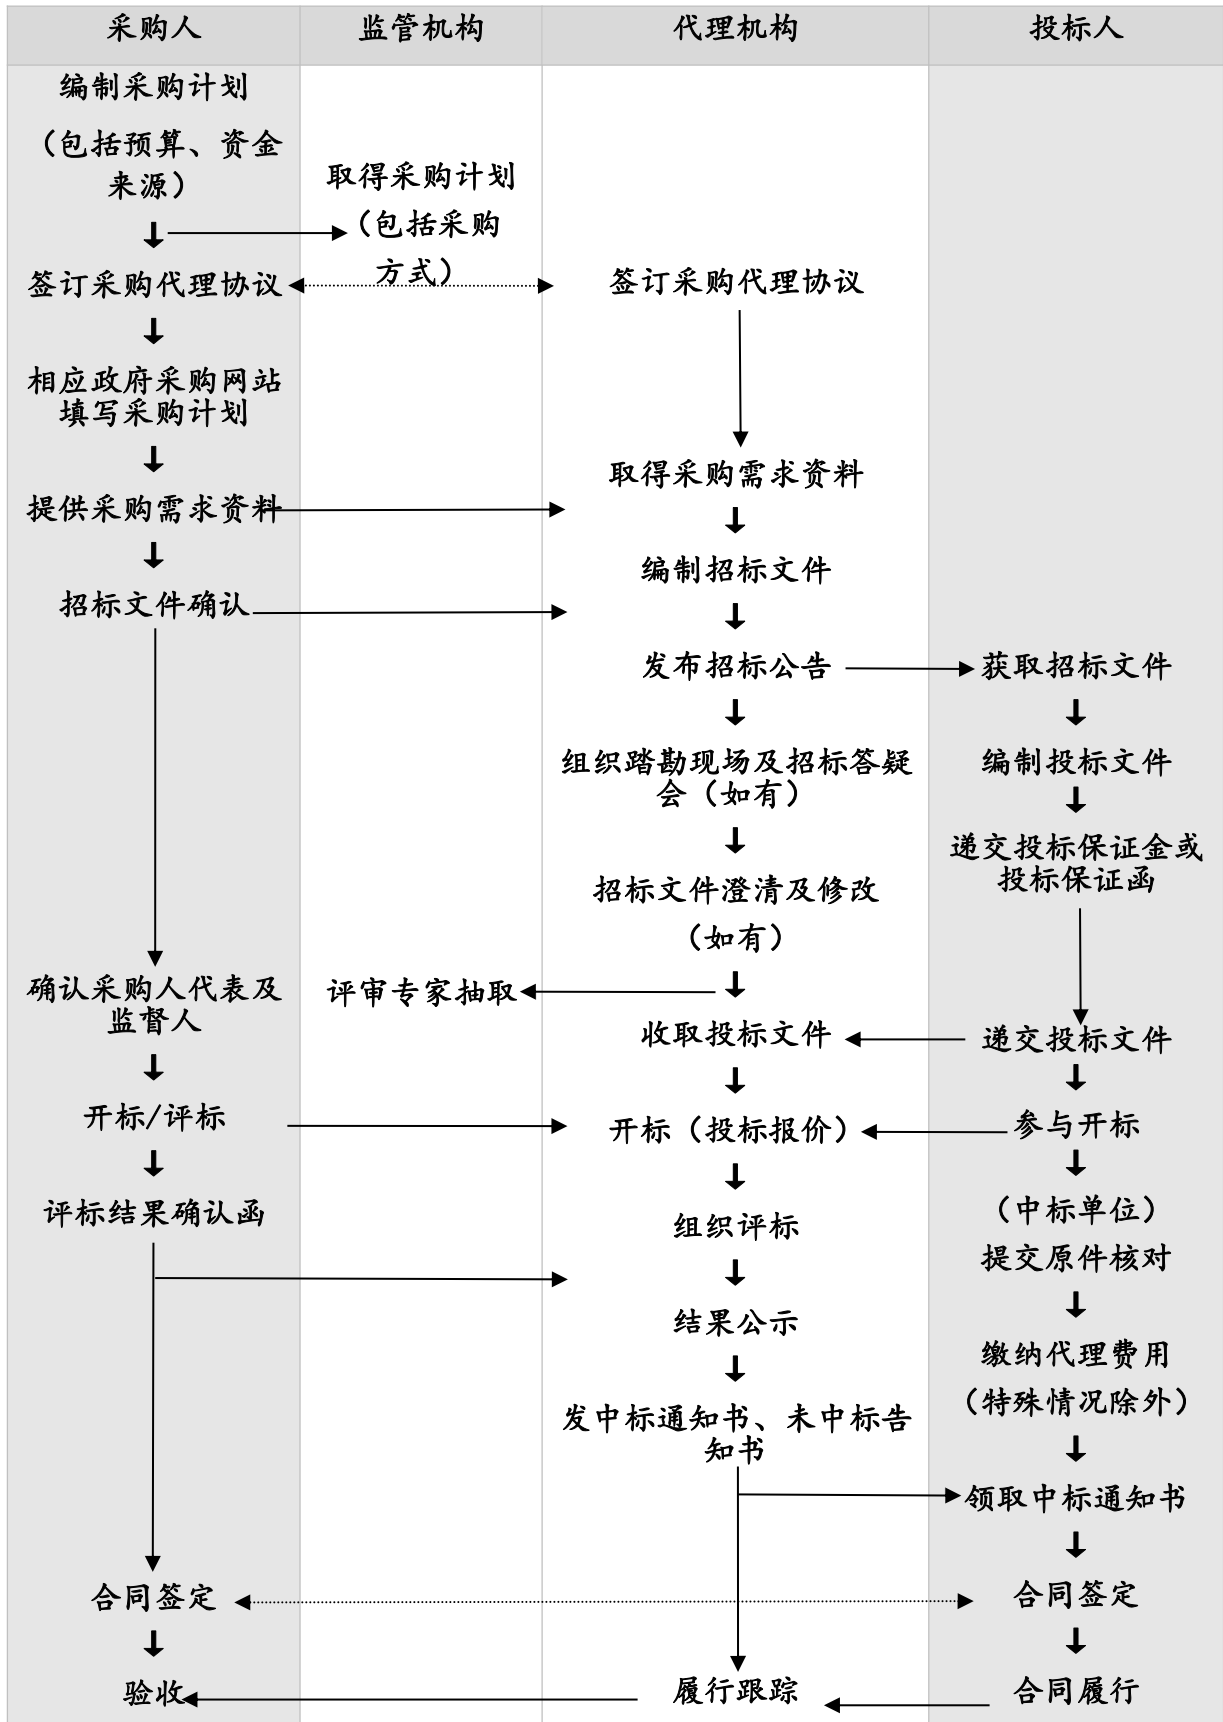 采购人
监管机构
代理机构
投标人
编制采购计划
（包括预算、资金
来源）
签订采购代理协议
相应政府采购网站
填写采购计划
提供采购需求资料
招标文件确认
确认采购人代表及
监督人
开标/评标
评标结果确认函
合同签定
验收
取得采购计划
（包括采购
方式）
评审专家抽取
签订采购代理协议
取得采购需求资料
编制招标文件
发布招标公告
组织踏勘现场及招标答疑
会（如有）
招标文件澄清及修改
（如有）
收取投标文件
开标（投标报价）
组织评标
结果公示
发中标通知书、未中标告
知书
履行跟踪
获取招标文件
编制投标文件
递交投标保证金或
投标保证函
递交投标文件
参与开标
（中标单位）
提交原件核对
缴纳代理费用
（特殊情况除外）
领取中标通知书
合同签定
合同履行